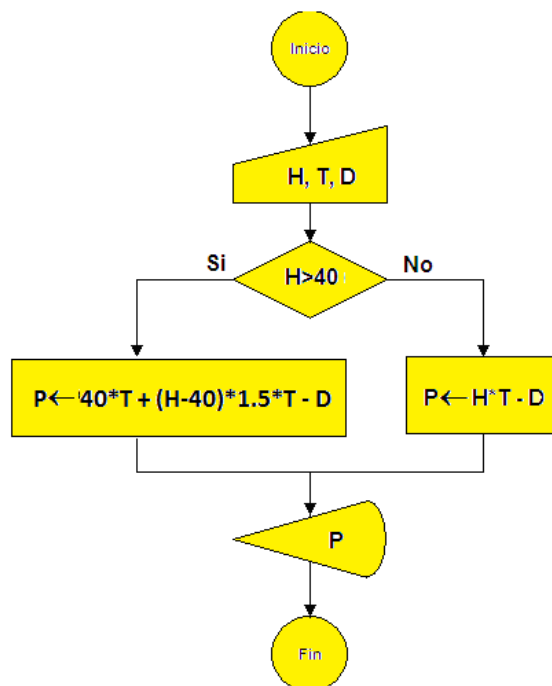 Inicio
H, T, D
Si
H>40
No
P←40*T + (H-40)*1.5*T - D
P←H*T - D
P
Fin